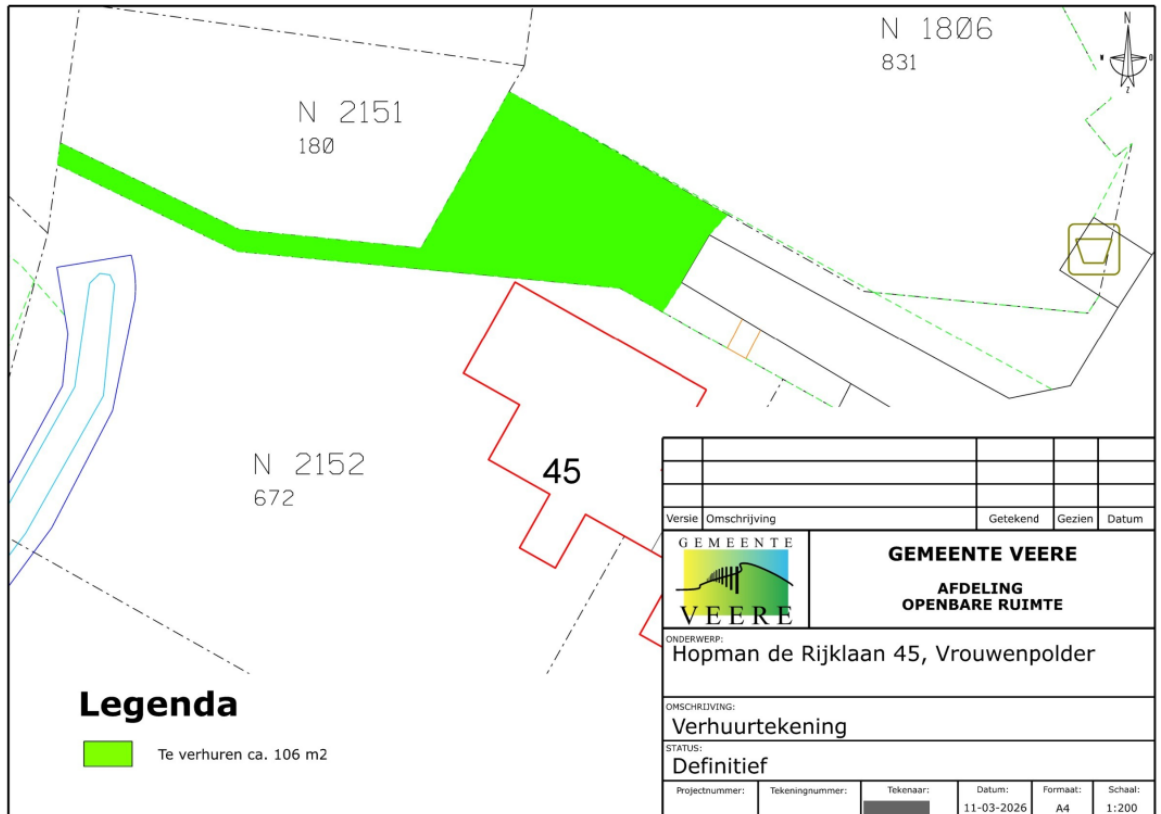 N 1806
831
N
W
O
Z
N 2151
180
N 2152
672
45
Versie Omschrijving Getekend Gezien Datum
GEMEENTE
VEERE
GEMEENTE VEERE
AFDELING
OPENBARE RUIMTE
ONDERWERP:
Hopman de Rijklaan 45, Vrouwenpolder
OMSCHRIJVING:
Verhuurtekening
STATUS:
Definitief
Projectnummer: Tekeningnummer: Tekenaar: Datum: Formaat: Schaal:
11-03-2026 A4 1:200
Legenda
Te verhuren ca. 106 m2